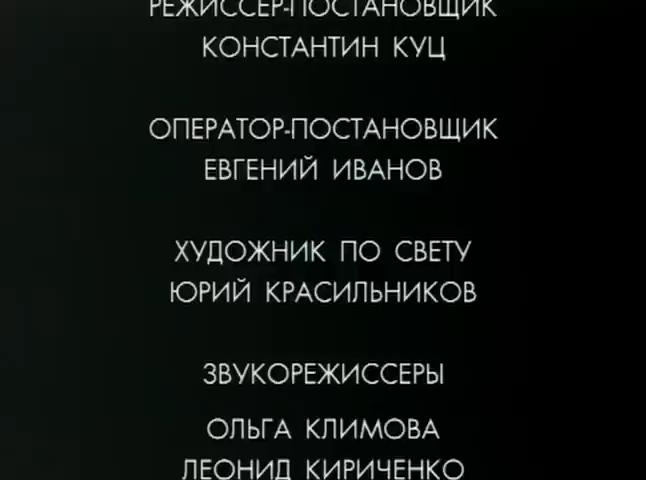 РЕЖИССЕР-ПОСТАНОВЩИК
КОНСТАНТИН КУЦ
ОПЕРАТОР-ПОСТАНОВЩИК
ЕВГЕНИЙ ИВАНОВ
ХУДОЖНИК ПО СВЕТУ
ЮРИЙ КРАСИЛЬНИКОВ
ЗВУКОРЕЖИССЕРЫ
ОЛЬГА КЛИМОВА
ЛЕОНИД КИРИЧЕНКО